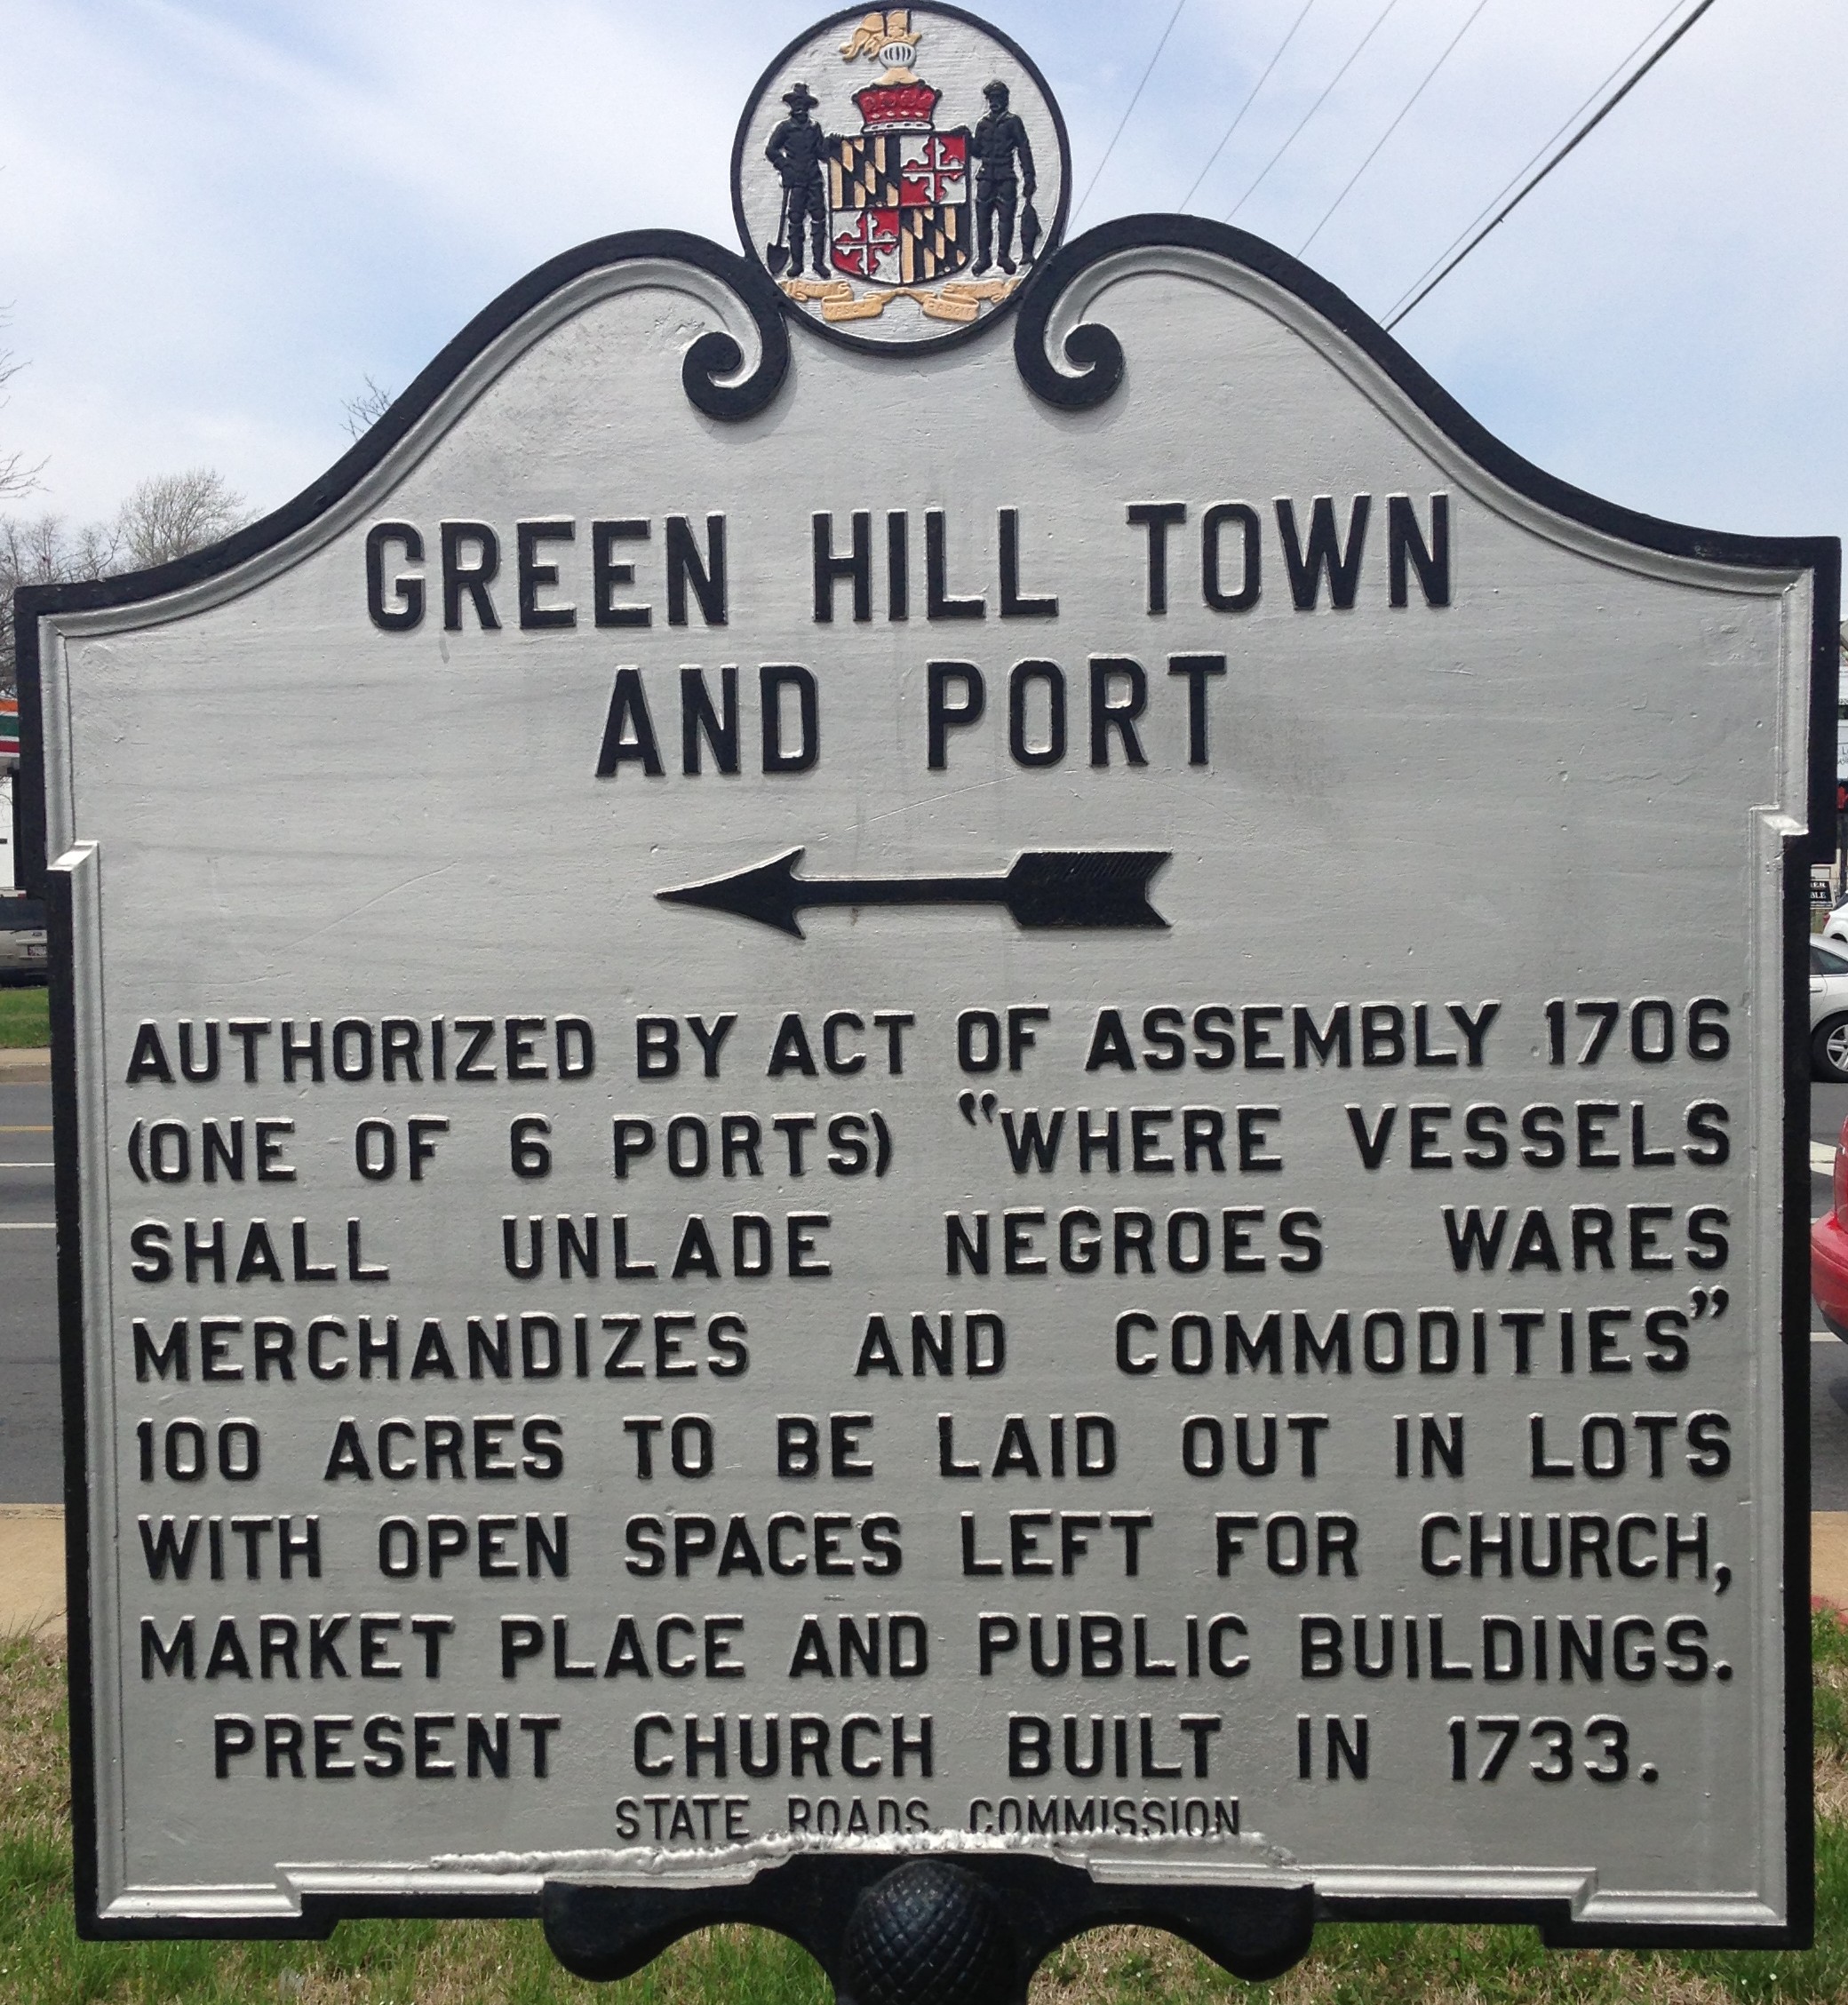 GREEN HILL TOWN
AND PORT
AUTHORIZED BY ACT OF ASSEMBLY 1706
(ONE OF 6 PORTS) "WHERE VESSELS
SHALL UNLADE NEGROES WARES
MERCHANDIZES AND COMMODITIES"
100 ACRES TO BE LAID OUT IN LOTS
WITH OPEN SPACES LEFT FOR CHURCH,
MARKET PLACE AND PUBLIC BUILDINGS.
PRESENT CHURCH BUILT IN 1733.
STATE ROADS COMMISSION